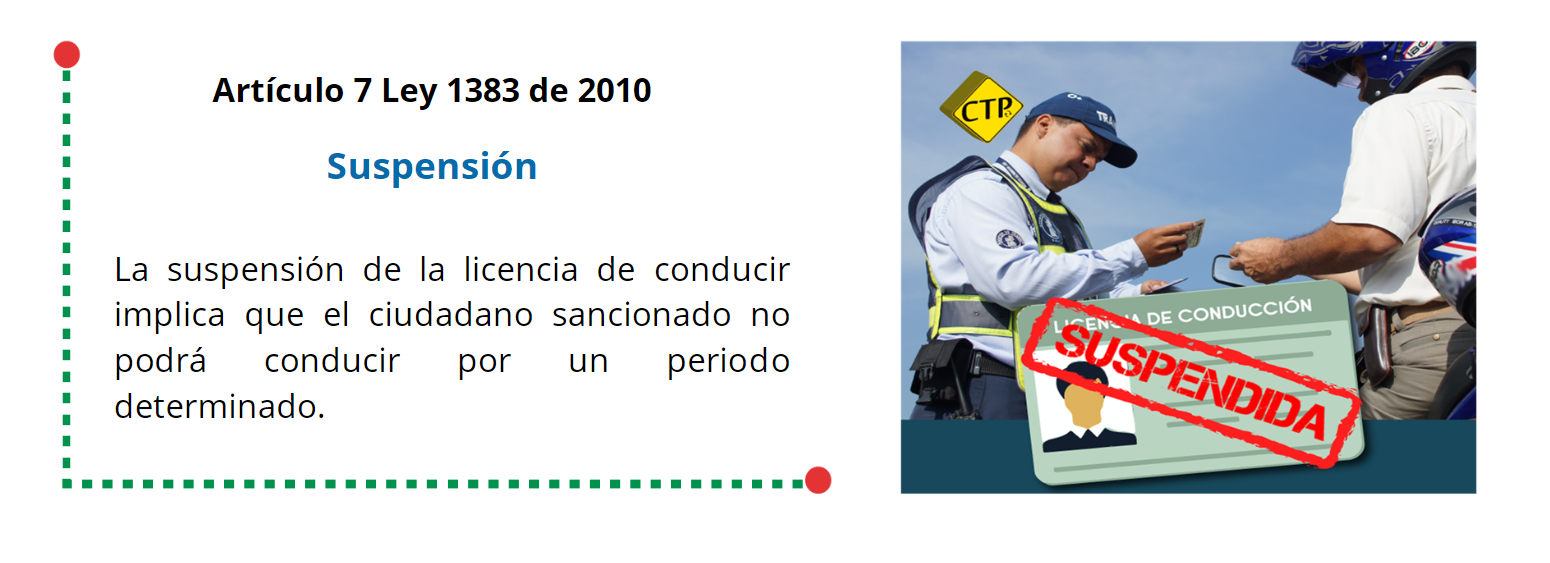 Artículo 7 Ley 1383 de 2010
Suspensión
La suspensión de la licencia de conducir
implica que el ciudadano sancionado no
podrá conducir por un periodo
determinado.
CTP
LICENCIA DE CONDUCCIÓN
SUSPENDIDA